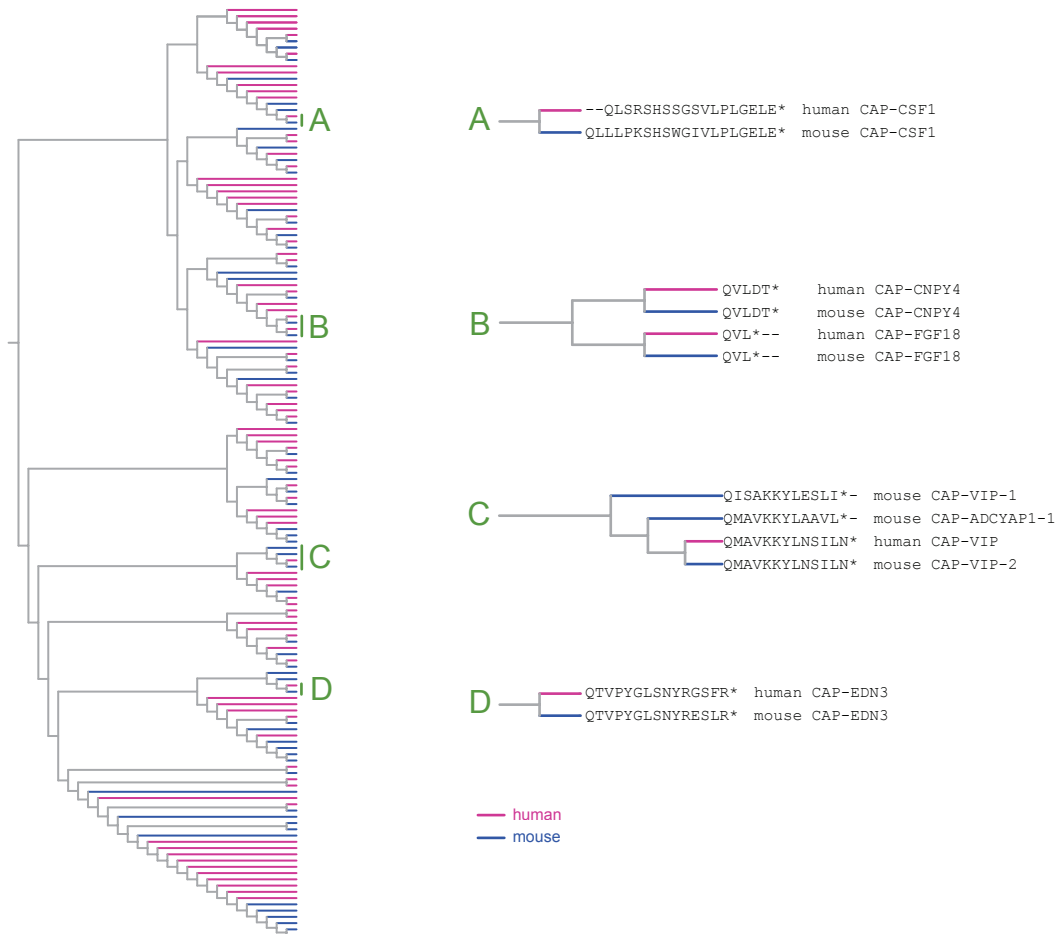 A
B
C
D
A
--QLSRSHSSGSVLPLGELE* human CAP-CSF1
QLLLPKSHSWGIVLPLGELE* mouse CAP-CSF1
B
QVLDT* human CAP-CNPY4
QVLDT* mouse CAP-CNPY4
QVL*-- human CAP-FGF18
QVL*-- mouse CAP-FGF18
C
QISAKKYLESLI*- mouse CAP-VIP-1
QMAVKKYLAAVL*- mouse CAP-ADCYAP1-1
QMAVKKYLNSILN* human CAP-VIP
QMAVKKYLNSILN* mouse CAP-VIP-2
D
QTVPYGLSNYRGSFR* human CAP-EDN3
QTVPYGLSNYRESLR* mouse CAP-EDN3
human
mouse